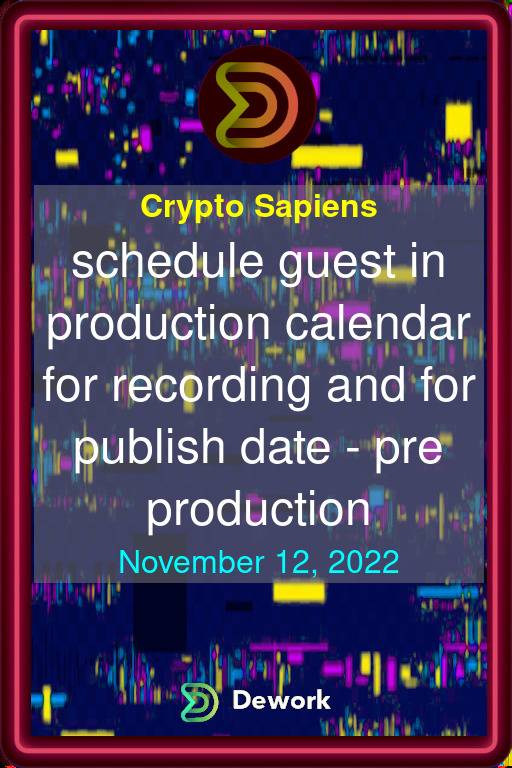 Crypto Sapiens
schedule guest in
production calendar
for recording and for
publish date - pre
production
November 12, 2022
Dework